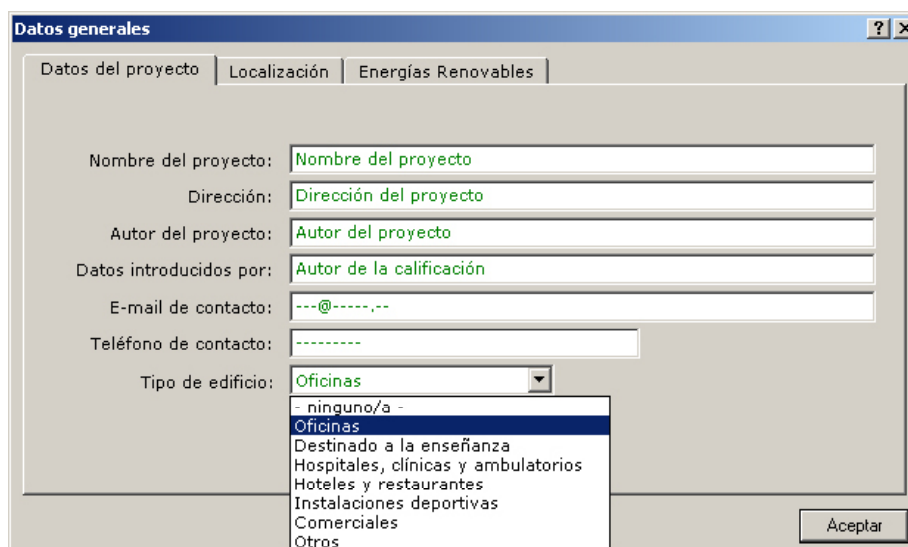 Datos generales
Datos del proyecto Localización Energías Renovables
Nombre del proyecto: Nombre del proyecto
Dirección: Dirección del proyecto
Autor del proyecto: Autor del proyecto
Datos introducidos por: Autor de la calificación
E-mail de contacto: ---@-----.--
Teléfono de contacto: ---------
Tipo de edificio: Oficinas
- ninguno/a -
Oficinas
Destinado a la enseñanza
Hospitales, clínicas y ambulatorios
Hoteles y restaurantes
Instalaciones deportivas
Comerciales
Otros
Aceptar